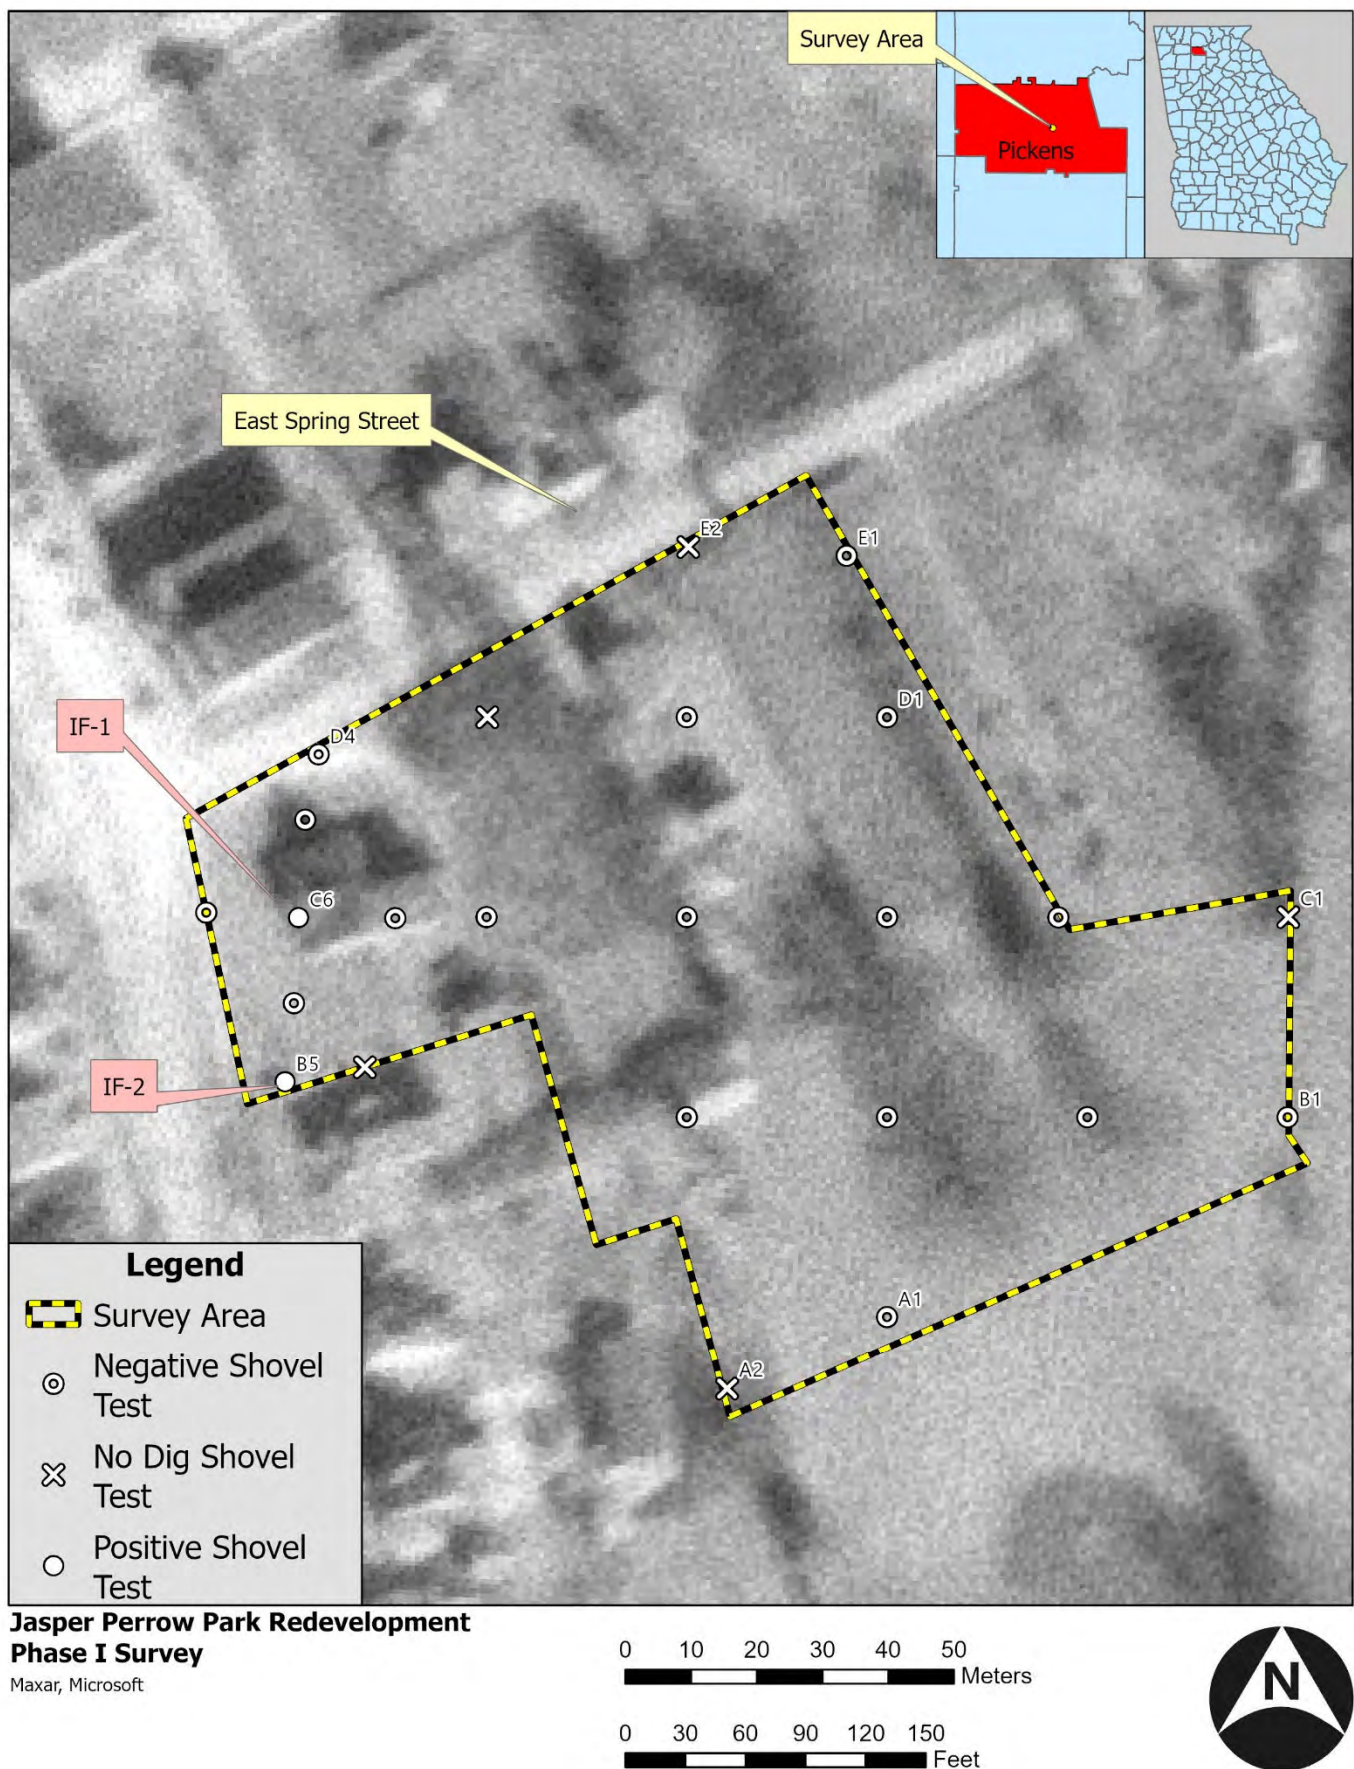 Survey Area
Pickens
East Spring Street
E2
E1
IF-1
D4
D1
C6
C1
IF-2
B5
B1
A1
A2
Legend
Survey Area
Negative Shovel
Test
No Dig Shovel
Test
Positive Shovel
Test
Jasper Perrow Park Redevelopment
Phase I Survey
Maxar, Microsoft
0 10 20 30 40 50
Meters
0 30 60 90 120 150
Feet
N